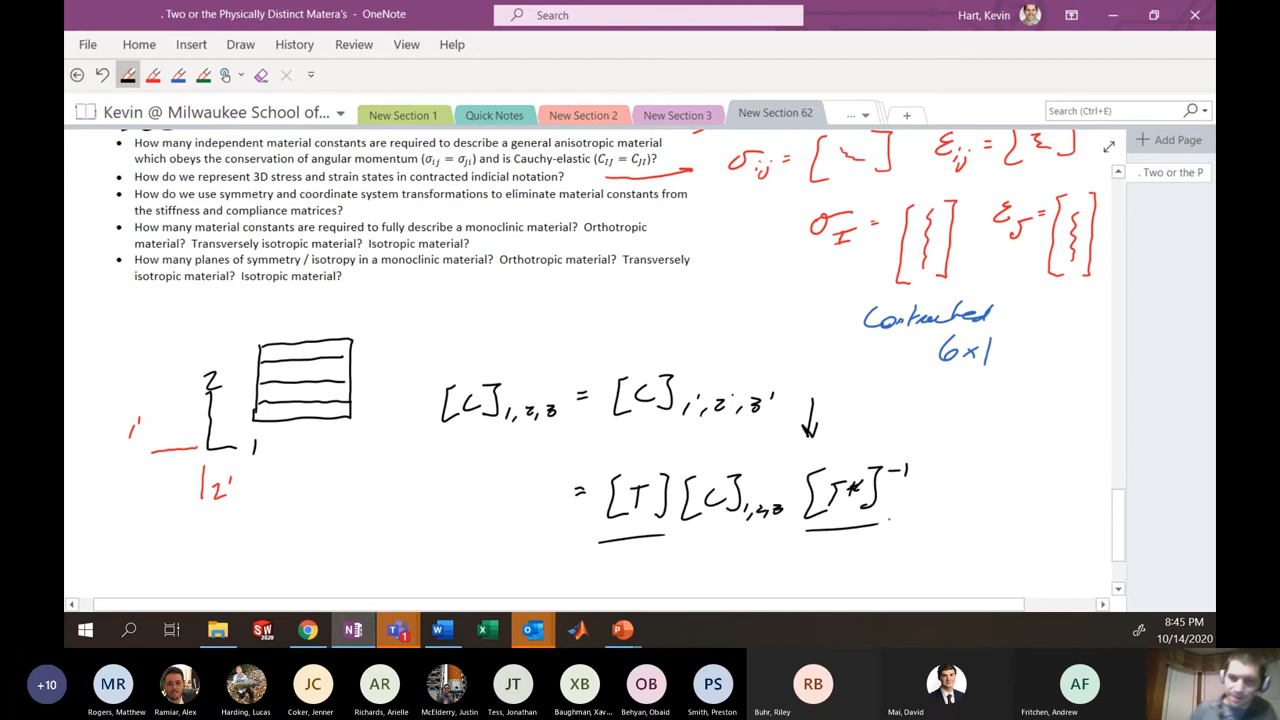 . Two or the Physically Distinct Matera's - OneNote
Search
Hart, Kevin
File Home Insert Draw History Review View Help
Kevin @ Milwaukee School of...
New Section 1
Quick Notes
New Section 2
New Section 3
New Section 62
...
Search (Ctrl+E)
Add Page
. Two or the P
• How many independent material constants are required to describe a general anisotropic material
which obeys the conservation of angular momentum (σij = σji) and is Cauchy-elastic (CIJ = CJI)?
• How do we represent 3D stress and strain states in contracted indicial notation?
• How do we use symmetry and coordinate system transformations to eliminate material constants from
the stiffness and compliance matrices?
• How many material constants are required to fully describe a monoclinic material? Orthotropic
material? Transversely isotropic material? Isotropic material?
• How many planes of symmetry / isotropy in a monoclinic material? Orthotropic material? Transversely
isotropic material? Isotropic material?
σij = [ ] εij = [ ]
σI = [ ] εJ = [ ]
Contracted
6x1
2
1
1'
2'
[C]1,2,3 = [C]1',2',3'
= [T][C]1,2,3 [T*]-1
8:45 PM
10/14/2020
+10
MR
JC
AR
JT
XB
OB
PS
RB
AF
Rogers, Matthew
Ramiar, Alex
Harding, Lucas
Coker, Jenner
Richards, Arielle
McElderry, Justin
Tess, Jonathan
Baughman, Xav...
Behyan, Obaid
Smith, Preston
Buhr, Riley
Mai, David
Fritchen, Andrew